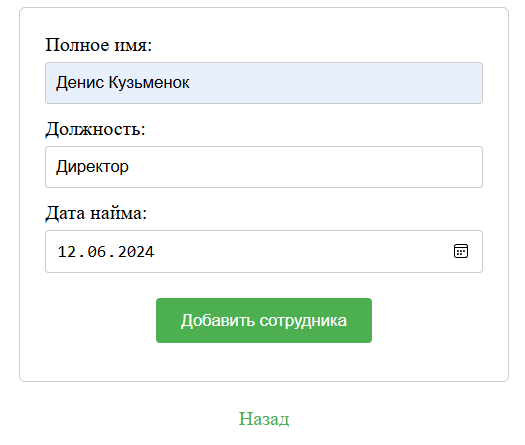 Полное имя:
Денис Кузьменок
Должность:
Директор
Дата найма:
12.06.2024
Добавить сотрудника
Назад